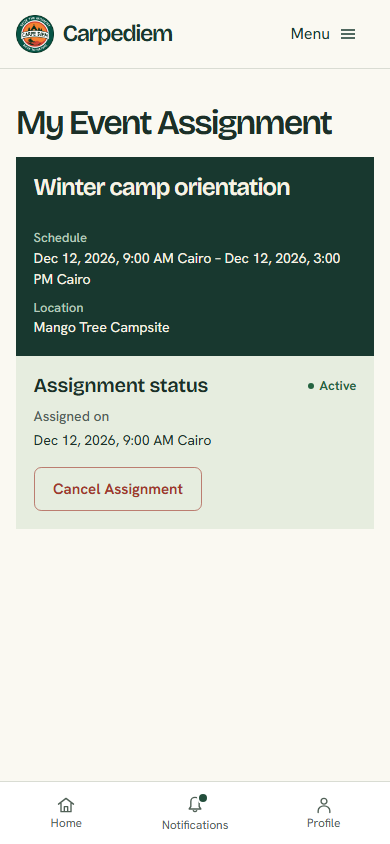 CARPE DIEM
Carpediem
Menu
My Event Assignment
Winter camp orientation
Schedule
Dec 12, 2026, 9:00 AM Cairo – Dec 12, 2026, 3:00
PM Cairo
Location
Mango Tree Campsite
Assignment status
Active
Assigned on
Dec 12, 2026, 9:00 AM Cairo
Cancel Assignment
Home
Notifications
Profile